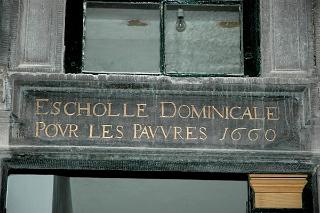 ESCHOLLE DOMINICALE
POVR LES PAVVRES 1660